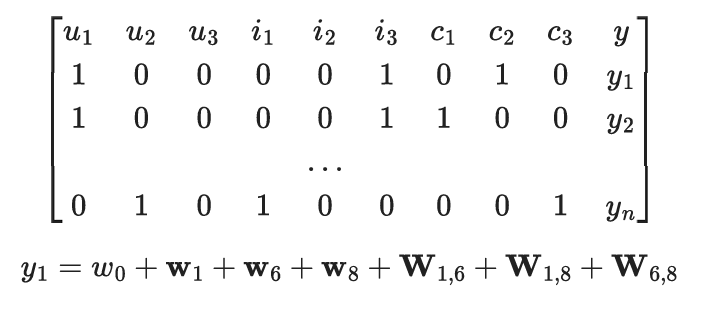 u₁ u₂ u₃ i₁ i₂ i₃ c₁ c₂ c₃ y
1 0 0 0 0 1 0 1 0 y₁
1 0 0 0 0 1 1 0 0 y₂
...
0 1 0 1 0 0 0 0 1 yₙ
y₁ = w₀ + w₁ + w₆ + w₈ + W₁,₆ + W₁,₈ + W₆,₈